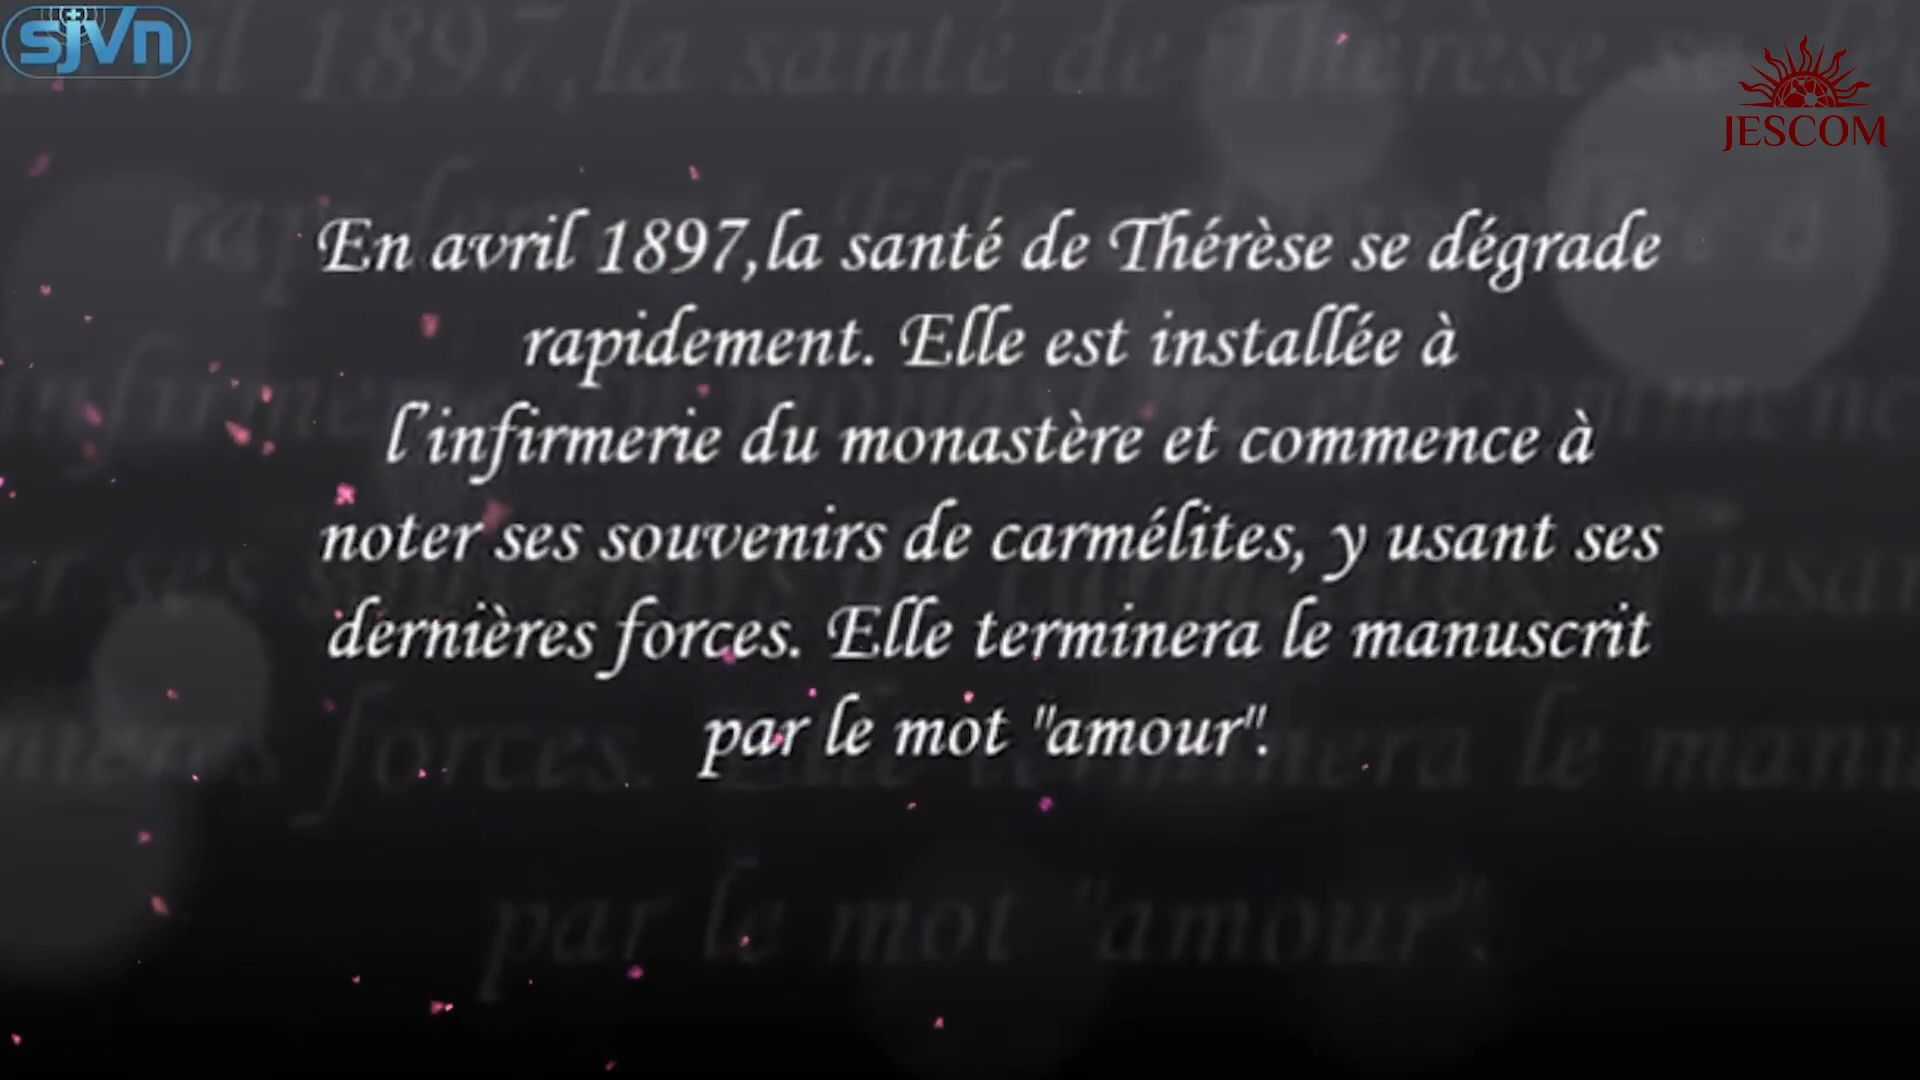 sjvn
JESCOM
En avril 1897,la santé de Thérèse se dégrade
rapidement. Elle est installée à
l'infirmerie du monastère et commence à
noter ses souvenirs de carmélites, y usant ses
dernières forces. Elle terminera le manuscrit
par le mot "amour".